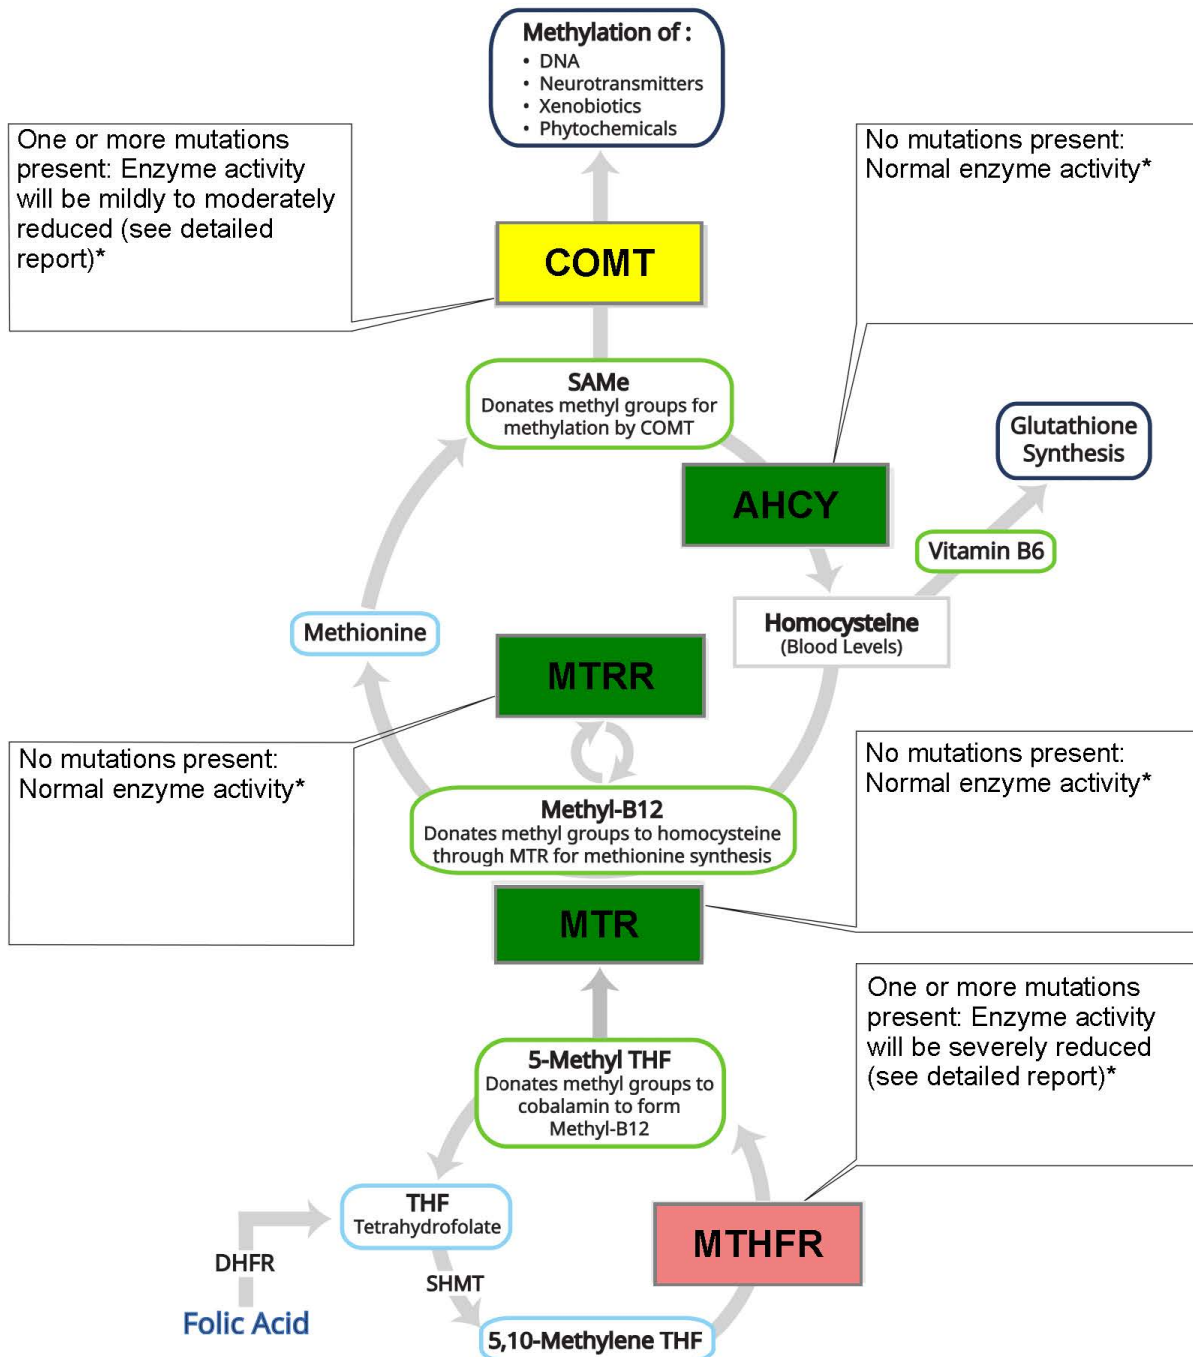 Methylation of :
• DNA
• Neurotransmitters
• Xenobiotics
• Phytochemicals
One or more mutations
present: Enzyme activity
will be mildly to moderately
reduced (see detailed
report)*
No mutations present:
Normal enzyme activity*
COMT
SAMe
Donates methyl groups for
methylation by COMT
Glutathione
Synthesis
AHCY
Vitamin B6
Methionine
Homocysteine
(Blood Levels)
MTRR
No mutations present:
Normal enzyme activity*
No mutations present:
Normal enzyme activity*
Methyl-B12
Donates methyl groups to homocysteine
through MTR for methionine synthesis
MTR
One or more mutations
present: Enzyme activity
will be severely reduced
(see detailed report)*
5-Methyl THF
Donates methyl groups to
cobalamin to form
Methyl-B12
THF
Tetrahydrofolate
MTHFR
DHFR
SHMT
Folic Acid
5,10-Methylene THF